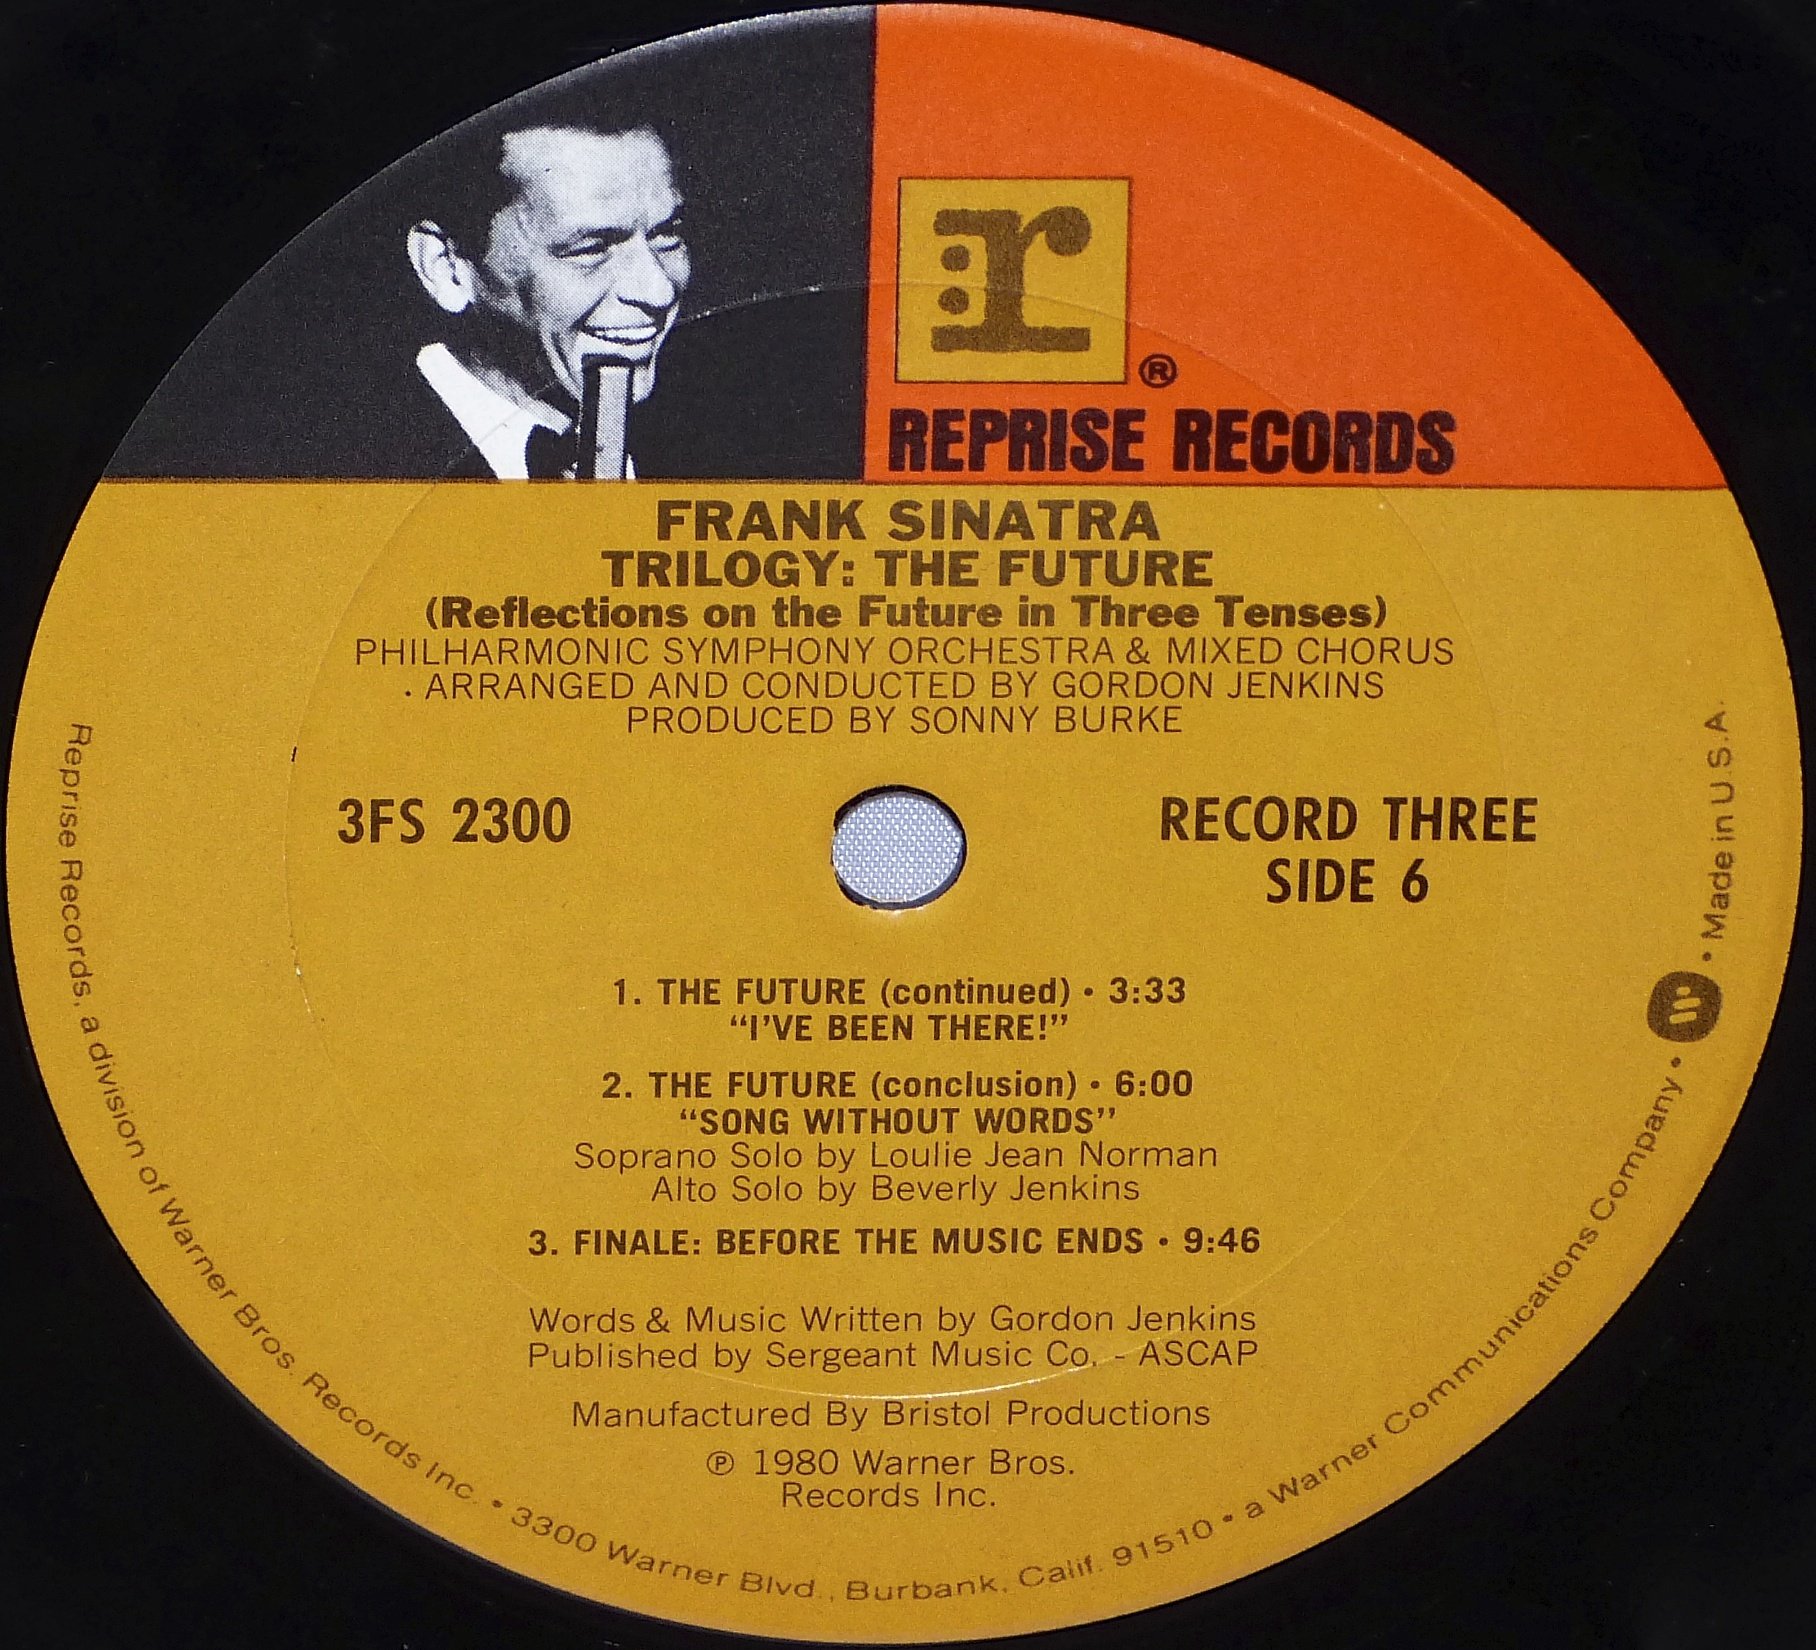 r
®
REPRISE RECORDS
FRANK SINATRA
TRILOGY: THE FUTURE
(Reflections on the Future in Three Tenses)
PHILHARMONIC SYMPHONY ORCHESTRA & MIXED CHORUS
. ARRANGED AND CONDUCTED BY GORDON JENKINS
PRODUCED BY SONNY BURKE
3FS 2300
RECORD THREE
SIDE 6
1. THE FUTURE (continued) • 3:33
“I’VE BEEN THERE!”
2. THE FUTURE (conclusion) • 6:00
“SONG WITHOUT WORDS”
Soprano Solo by Loulie Jean Norman
Alto Solo by Beverly Jenkins
3. FINALE: BEFORE THE MUSIC ENDS • 9:46
Words & Music Written by Gordon Jenkins
Published by Sergeant Music Co. - ASCAP
Manufactured By Bristol Productions
℗ 1980 Warner Bros.
Records Inc.
Reprise Records, a division of Warner Bros. Records Inc. • 3300 Warner Blvd., Burbank, Calif. 91510 • a Warner Communications Company • W • Made in U.S.A.